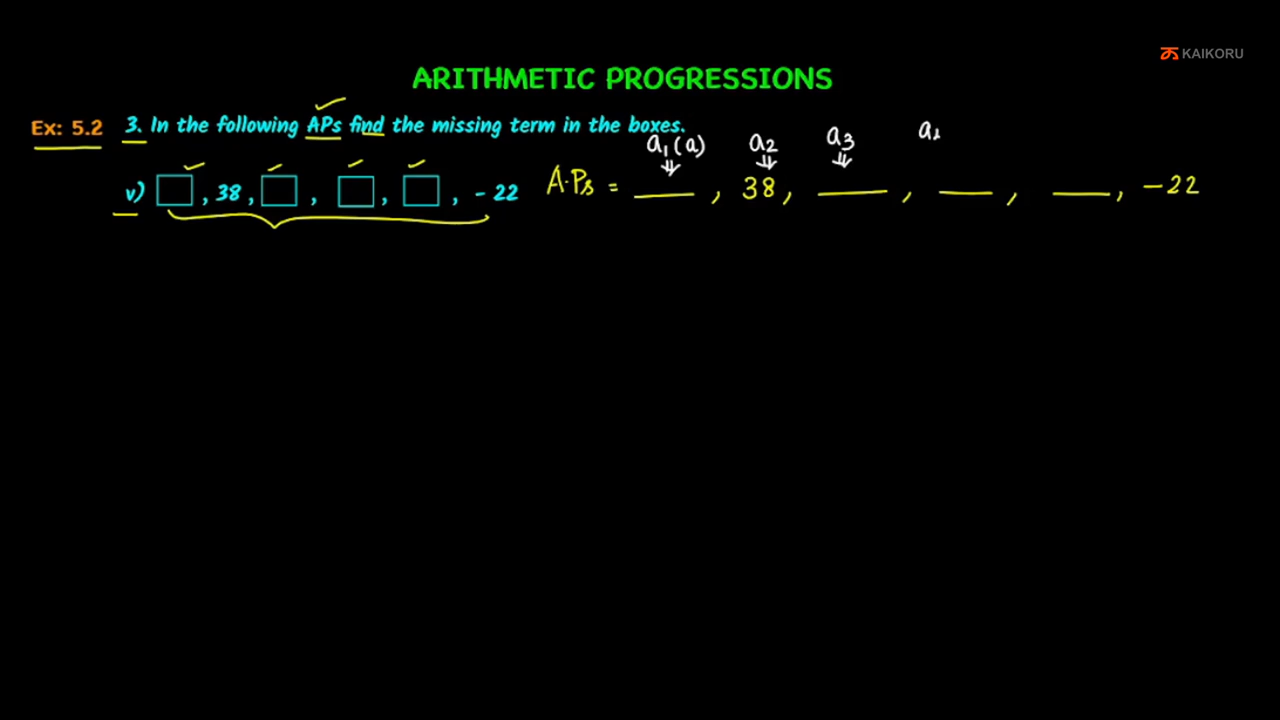 KAIKORU
ARITHMETIC PROGRESSIONS
Ex: 5.2 3. In the following APs find the missing term in the boxes.
a1(a) a2 a3
v) , 38, , , , - 22 A.Ps = ___ , 38, ___ , ___ , ___ , -22